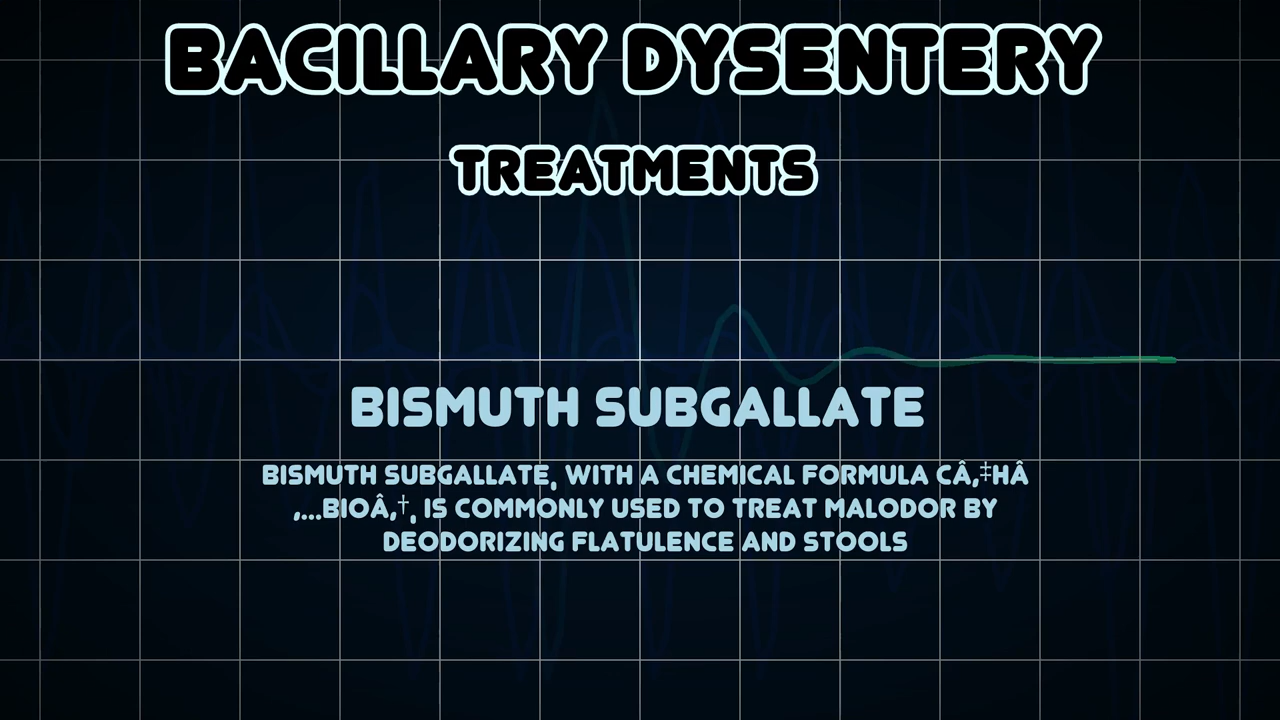 BACILLARY DYSENTERY
TREATMENTS
BISMUTH SUBGALLATE
BISMUTH SUBGALLATE, WITH A CHEMICAL FORMULA CÂ‚‡HÂ
‚...BIOÂ‚†, IS COMMONLY USED TO TREAT MALODOR BY
DEODORIZING FLATULENCE AND STOOLS